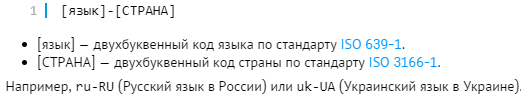 1 [язык]-[СТРАНА]
• [язык] — двухбуквенный код языка по стандарту ISO 639-1.
• [СТРАНА] — двухбуквенный код страны по стандарту ISO 3166-1.
Например, ru-RU (Русский язык в России) или uk-UA (Украинский язык в Украине).